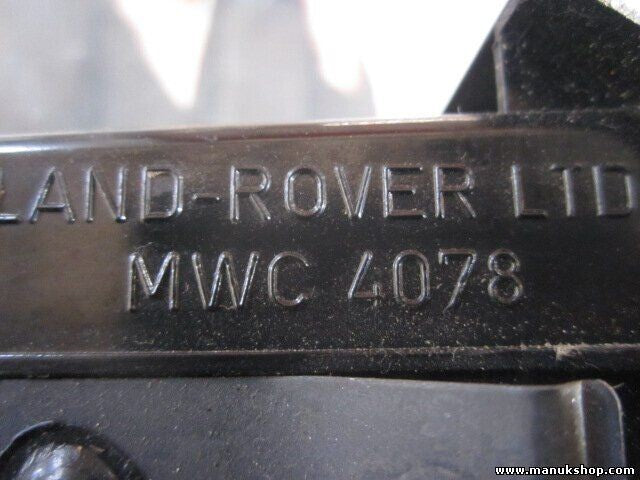 LAND-ROVER LTD
MWC 4078
www.manukshop.com